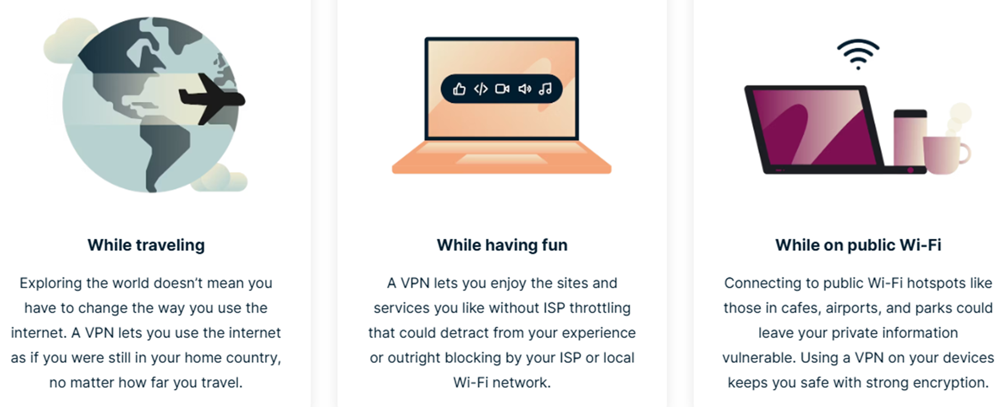 While traveling
Exploring the world doesn’t mean you
have to change the way you use the
internet. A VPN lets you use the internet
as if you were still in your home country,
no matter how far you travel.
While having fun
A VPN lets you enjoy the sites and
services you like without ISP throttling
that could detract from your experience
or outright blocking by your ISP or local
Wi-Fi network.
While on public Wi-Fi
Connecting to public Wi-Fi hotspots like
those in cafes, airports, and parks could
leave your private information
vulnerable. Using a VPN on your devices
keeps you safe with strong encryption.